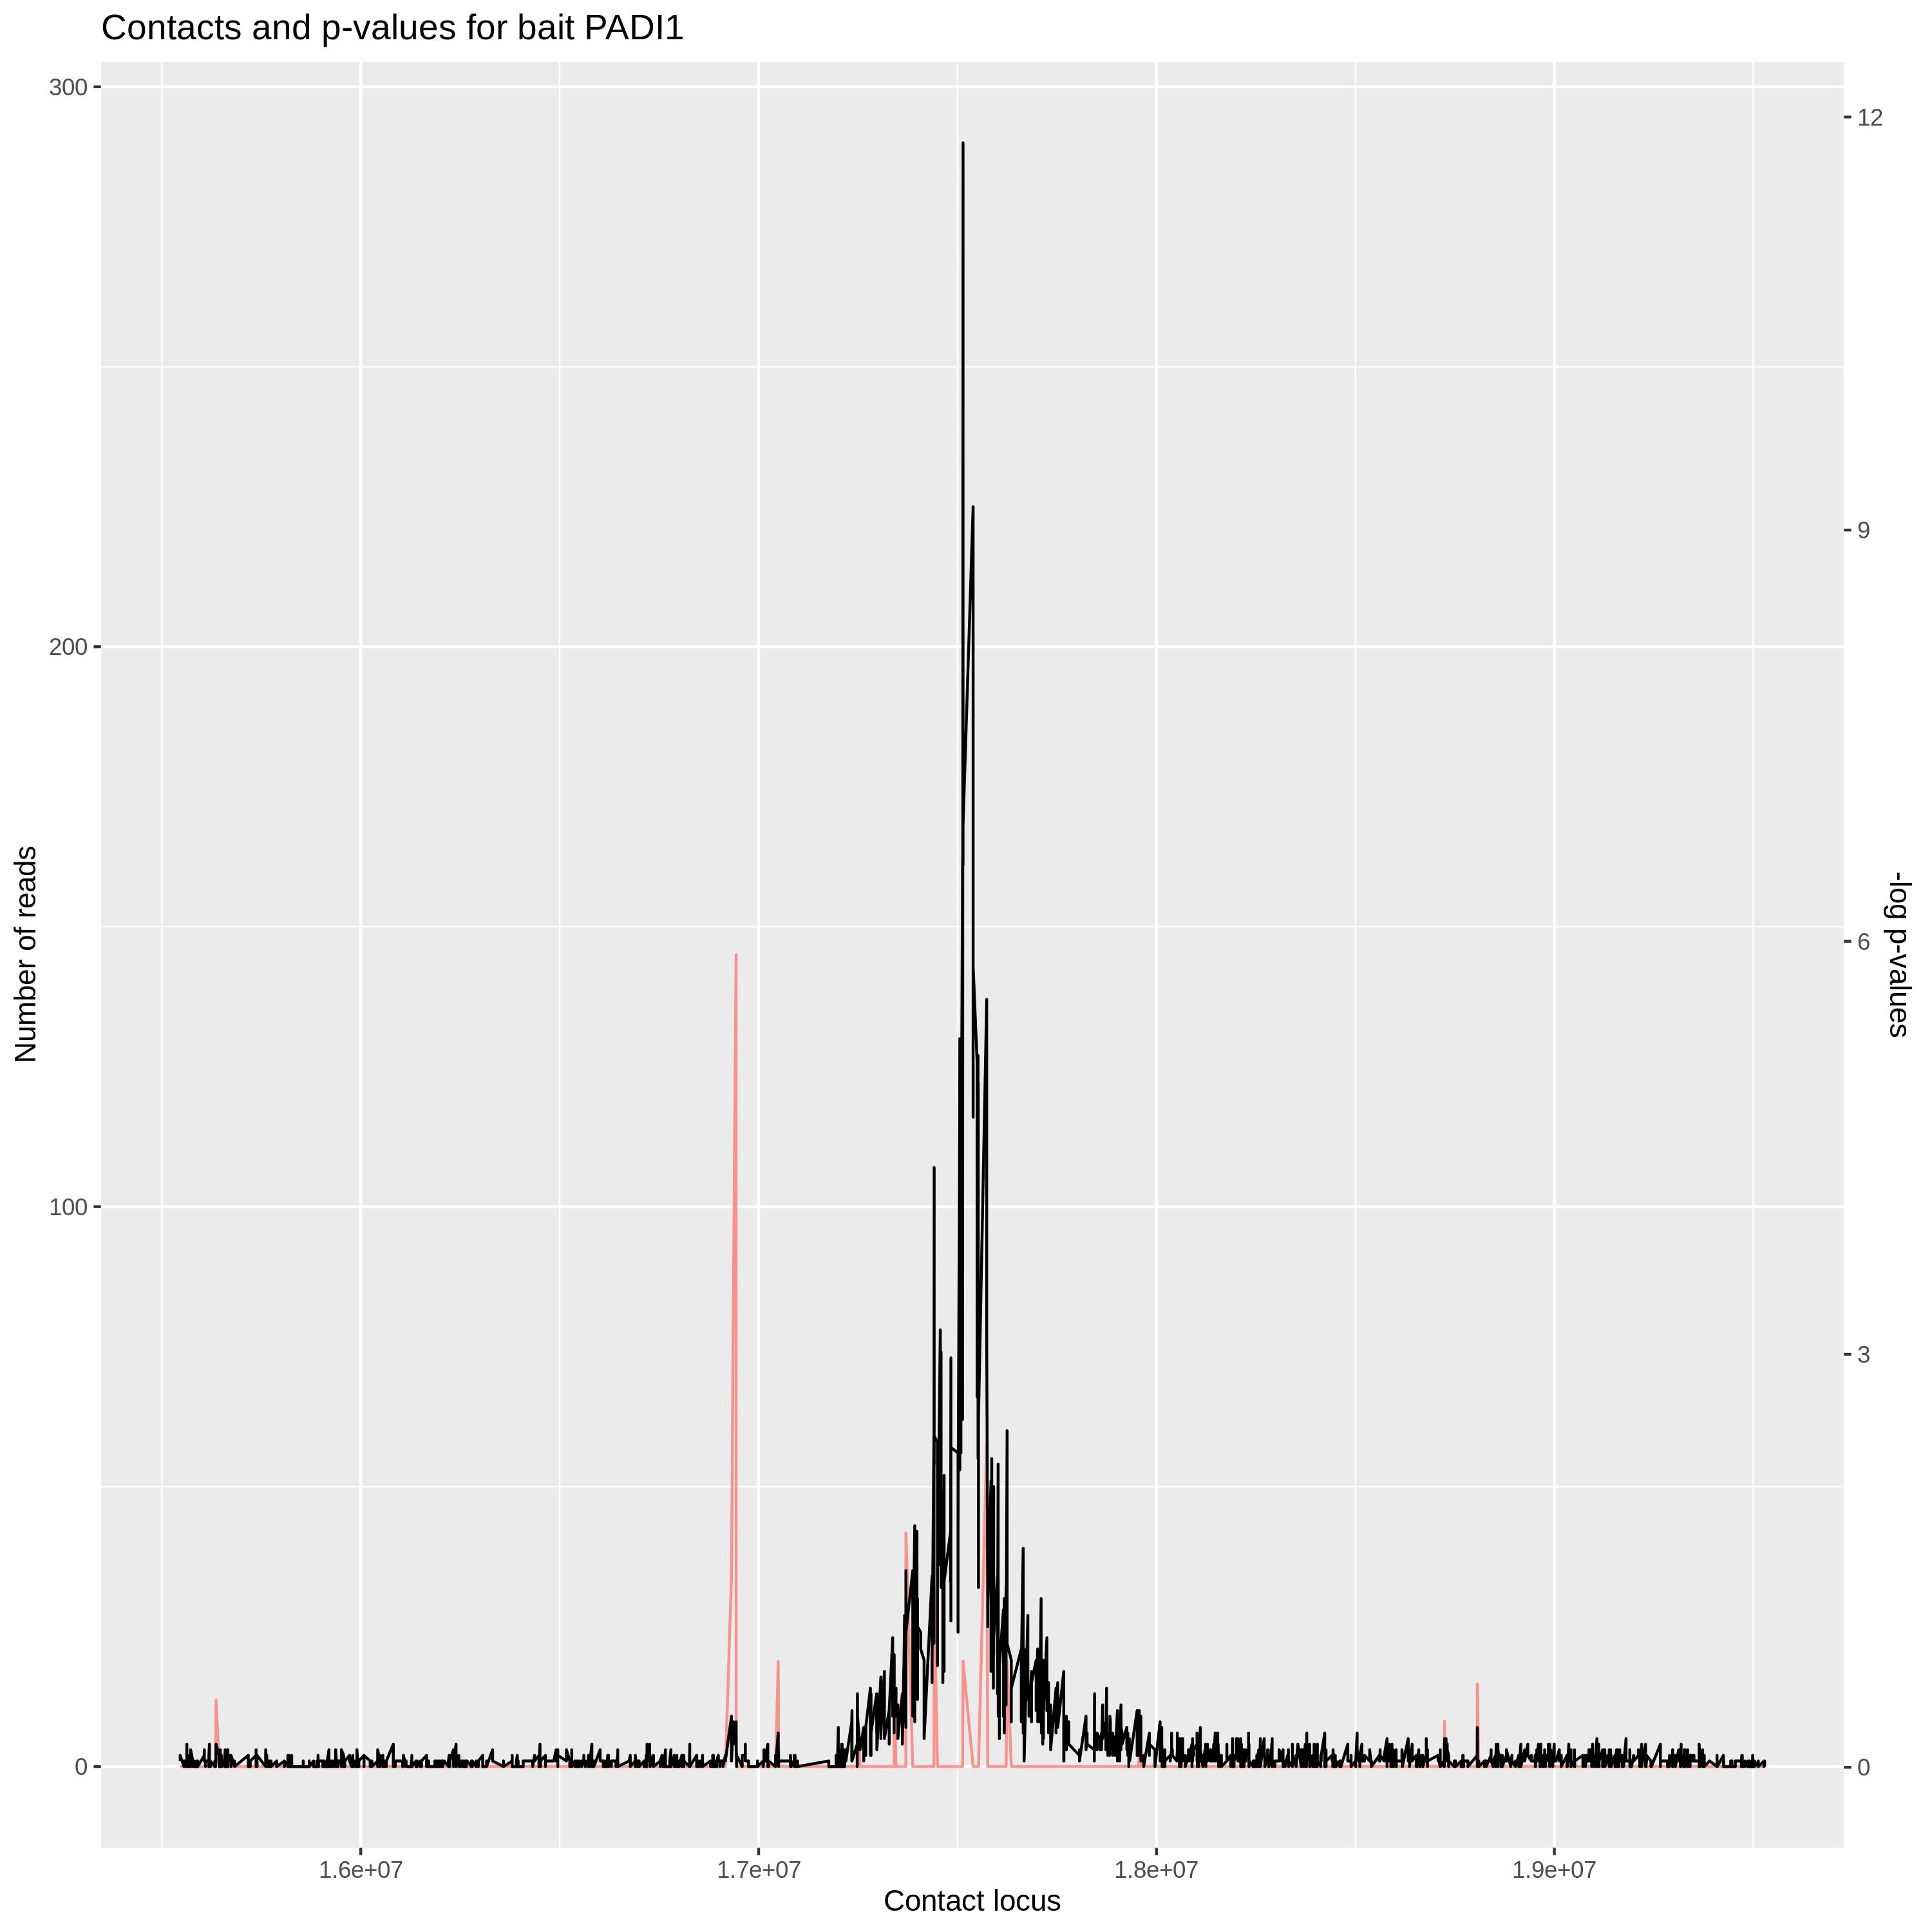 Contacts and p-values for bait PADI1
300
200
100
0
Number of reads
12
9
6
3
0
-log p-values
1.6e+07
1.7e+07
1.8e+07
1.9e+07
Contact locus